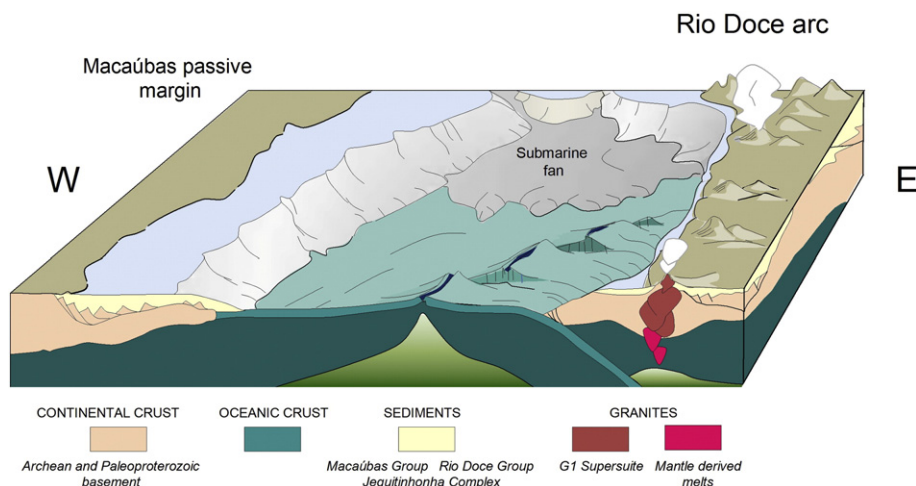 Rio Doce arc
Macaúbas passive
margin
Submarine
fan
W
E
CONTINENTAL CRUST
OCEANIC CRUST
SEDIMENTS
GRANITES
Archean and Paleoproterozoic
basement
Macaúbas Group Rio Doce Group
Jequitinhonha Complex
G1 Supersuite
Mantle derived
melts